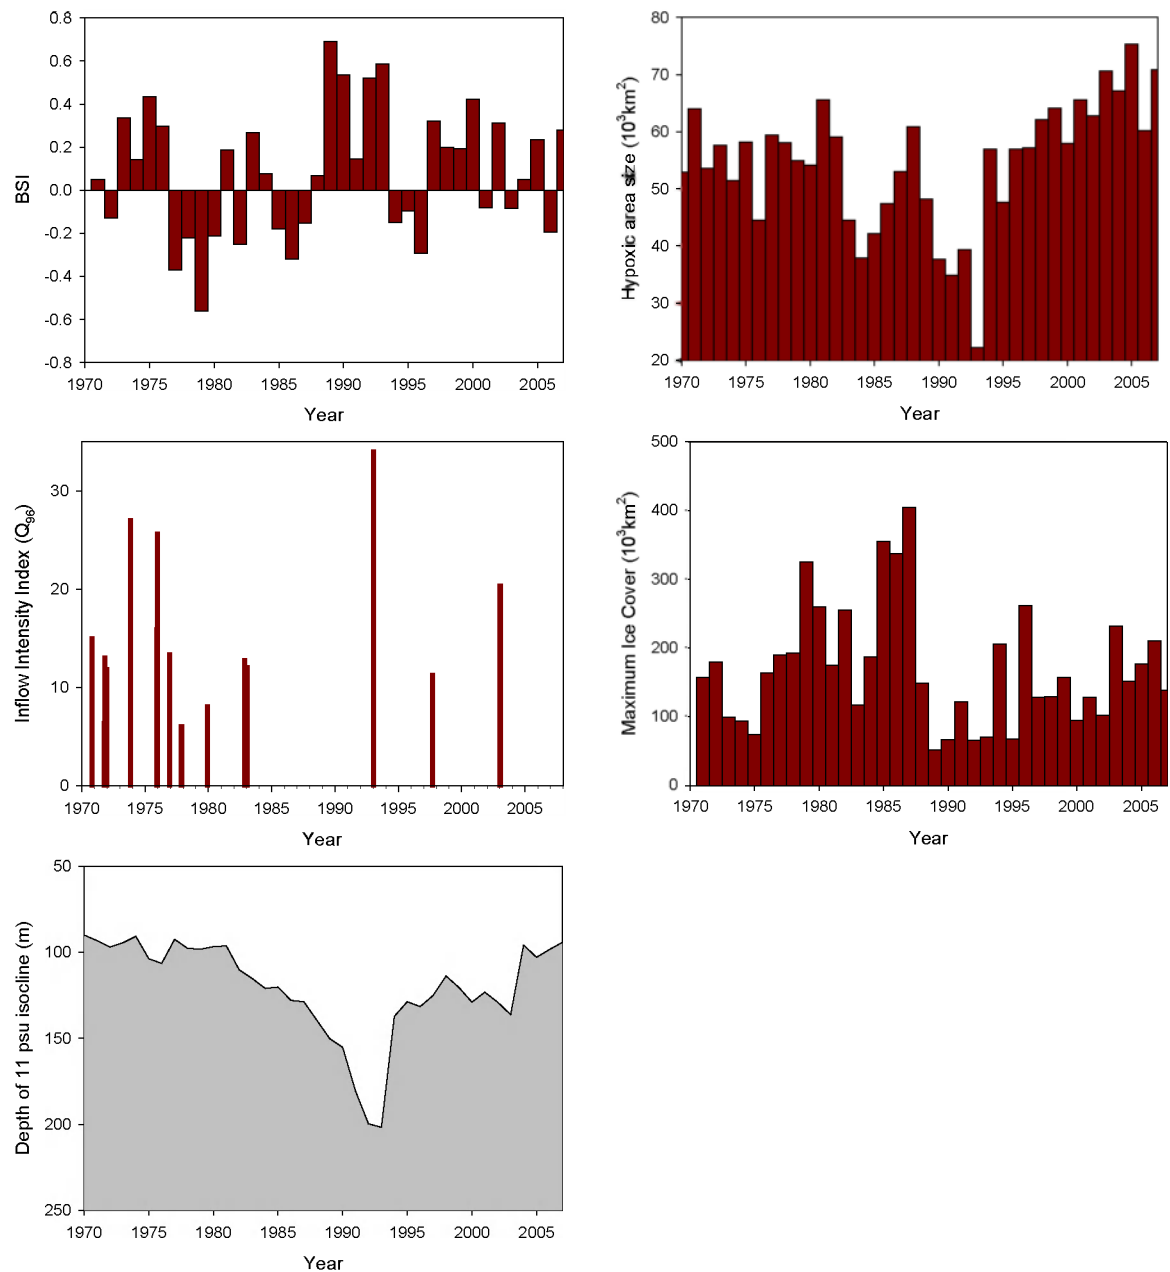 0.8
0.6
0.4
0.2
0.0
-0.2
-0.4
-0.6
-0.8
BSI
1970 1975 1980 1985 1990 1995 2000 2005
Year
80
70
60
50
40
30
20
Hypoxic area size (10³km²)
1970 1975 1980 1985 1990 1995 2000 2005
Year
30
20
10
0
Inflow Intensity Index (Q₉₆)
1970 1975 1980 1985 1990 1995 2000 2005
Year
500
400
300
200
100
0
Maximum Ice Cover (10³km²)
1970 1975 1980 1985 1990 1995 2000 2005
Year
50
100
150
200
250
Depth of 11 psu isocline (m)
1970 1975 1980 1985 1990 1995 2000 2005
Year